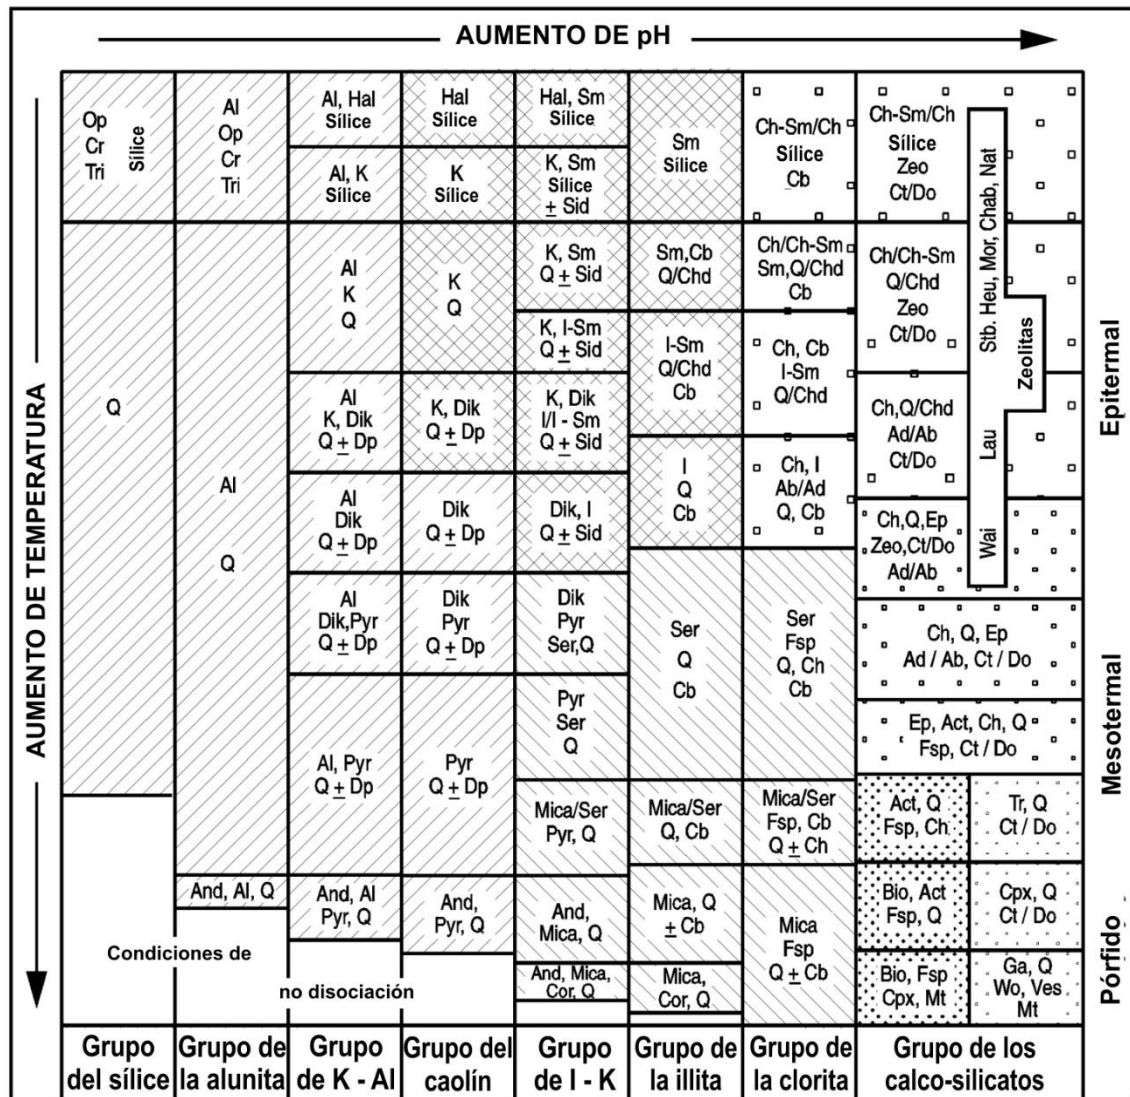 AUMENTO DE pH
AUMENTO DE TEMPERATURA
Op
Cr
Tri
Sílice
Q
Condiciones de
no disociación
Grupo
del sílice
Al
Op
Cr
Tri
Al
Q
And, Al, Q
Grupo de
la alunita
Al, Hal
Sílice
Al, K
Sílice
Al
K
Q
Al
K, Dik
Q ± Dp
Al
Dik
Q ± Dp
Al
Dik,Pyr
Q ± Dp
Al, Pyr
Q ± Dp
And, Al
Pyr, Q
Grupo
de K - Al
Hal
Sílice
K
Sílice
K
Q
K, Dik
Q ± Dp
Dik
Q ± Dp
Dik
Pyr
Q ± Dp
Pyr
Q ± Dp
And,
Pyr, Q
Grupo del
caolín
Hal, Sm
Sílice
K, Sm
Sílice
± Sid
K, Sm
Q ± Sid
K, I-Sm
Q ± Sid
K, Dik
I/I - Sm
Q ± Sid
Dik, I
Q ± Sid
Dik
Pyr
Ser,Q
Pyr
Ser
Q
Mica/Ser
Pyr, Q
And,
Mica, Q
And, Mica,
Cor, Q
Grupo
de I - K
Sm
Sílice
Sm,Cb
Q/Chd
I-Sm
Q/Chd
Cb
I
Q
Cb
Ser
Q
Cb
Mica/Ser
Q, Cb
Mica, Q
± Cb
Mica,
Cor, Q
Grupo de
la illita
Ch-Sm/Ch
Sílice
Cb
Ch/Ch-Sm
Sm,Q/Chd
Cb
Ch, Cb
I-Sm
Q/Chd
Ch, I
Ab/Ad
Q, Cb
Ser
Fsp
Q, Ch
Cb
Mica/Ser
Fsp, Cb
Q ± Ch
Mica
Fsp
Q ± Cb
Grupo de
la clorita
Ch-Sm/Ch
Sílice
Zeo
Ct/Do
Ch/Ch-Sm
Q/Chd
Zeo
Ct/Do
Ch,Q/Chd
Ad/Ab
Ct/Do
Ch,Q,Ep
Zeo,Ct/Do
Ad/Ab
Stb. Heu, Mor, Chab, Nat
Zeolitas
Lau
Wai
Ch, Q, Ep
Ad / Ab, Ct / Do
Ep, Act, Ch, Q
Fsp, Ct / Do
Act, Q
Fsp, Ch
Tr, Q
Ct / Do
Bio, Act
Fsp, Q
Cpx, Q
Ct / Do
Bio, Fsp
Cpx, Mt
Ga, Q
Wo, Ves
Mt
Grupo de los
calco-silicatos
Epitermal
Mesotermal
Pórfido